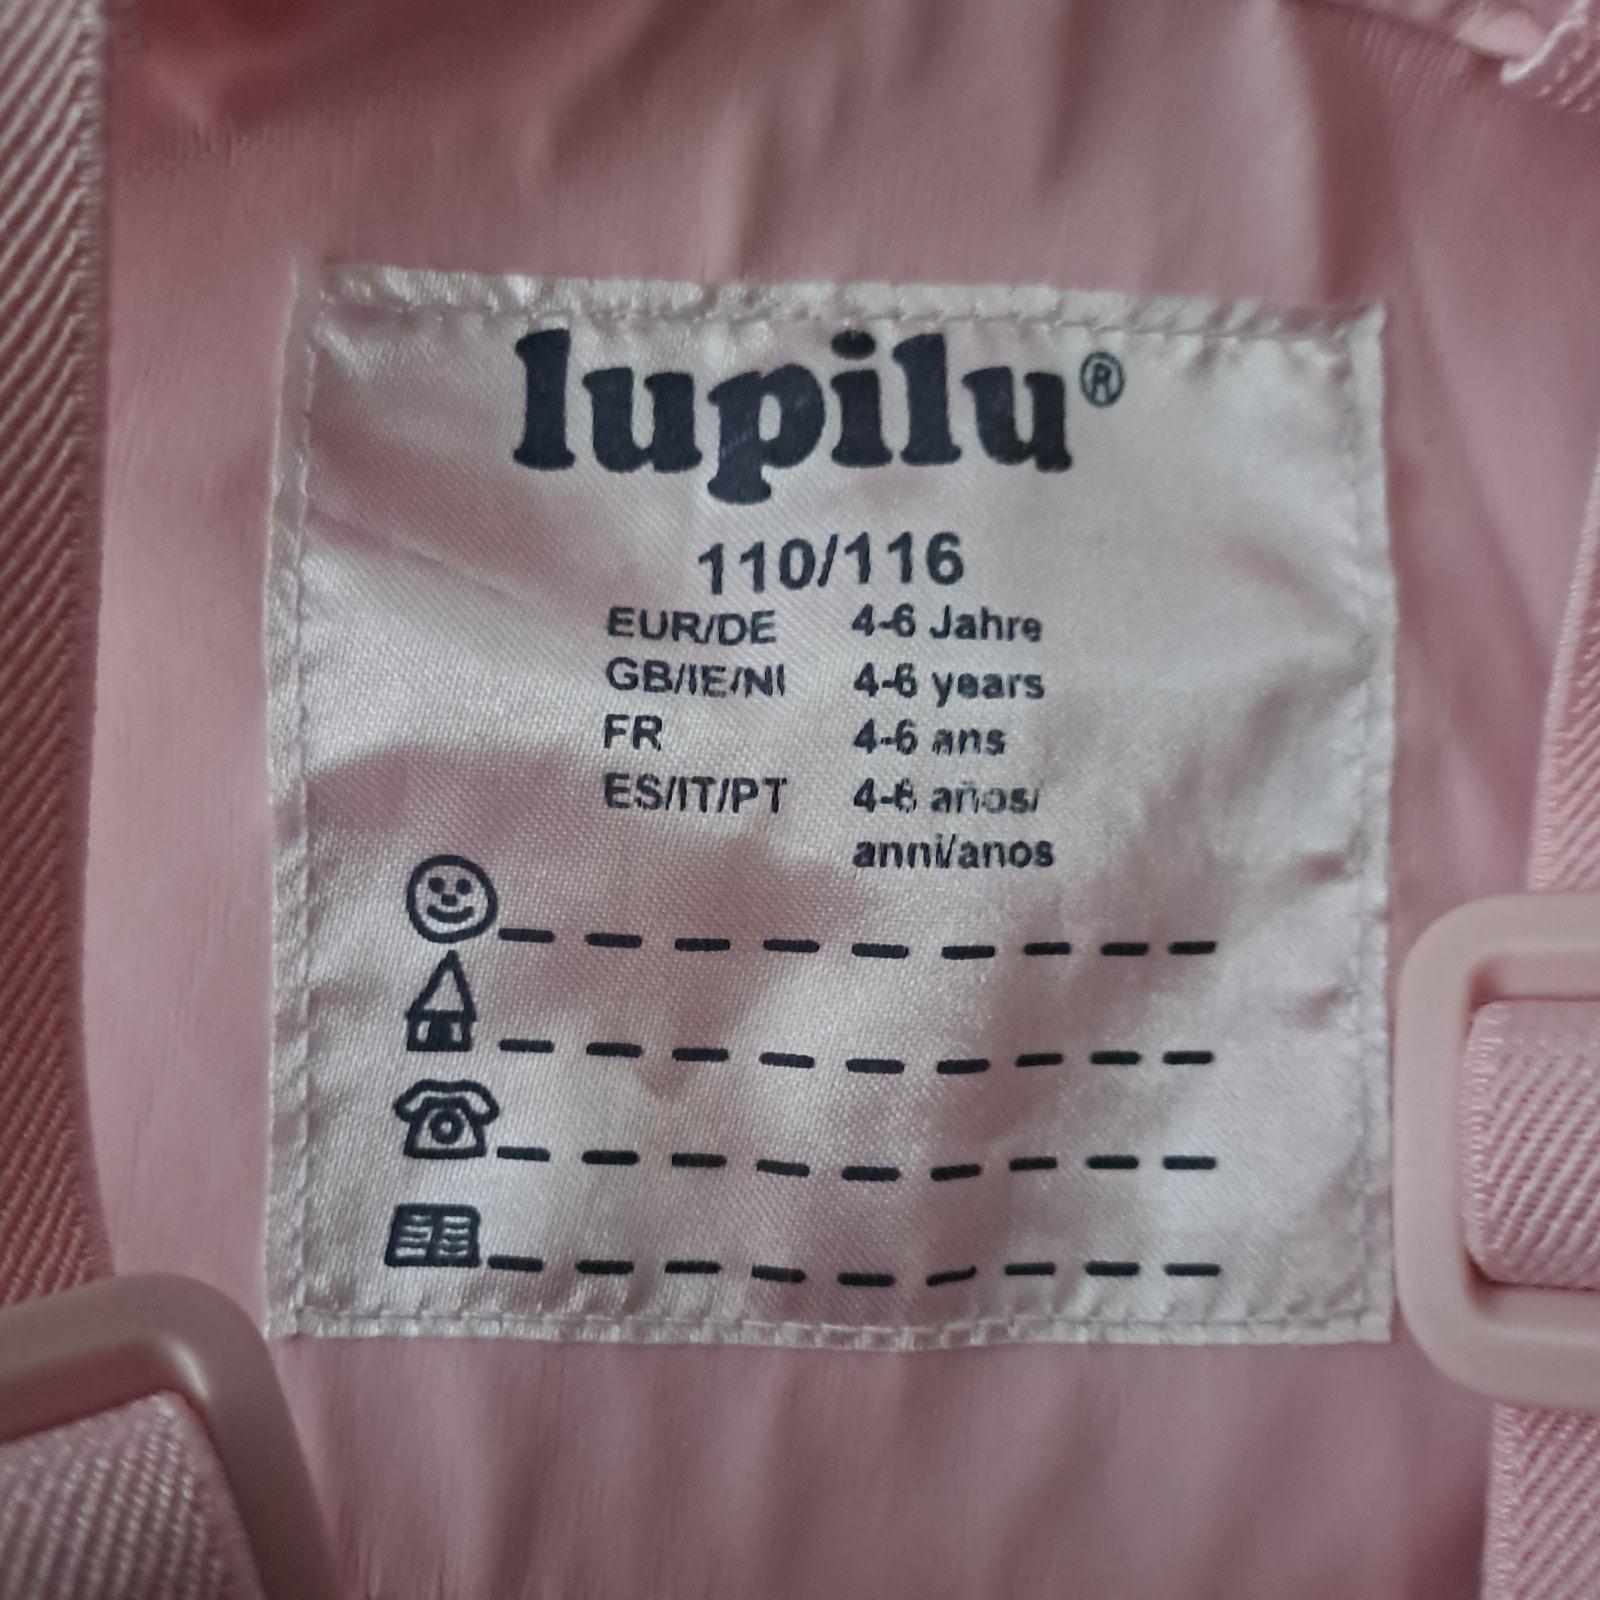 lupilu®
110/116
EUR/DE 4-6 Jahre
GB/IE/NI 4-6 years
FR 4-6 ans
ES/IT/PT 4-6 años/
anni/anos